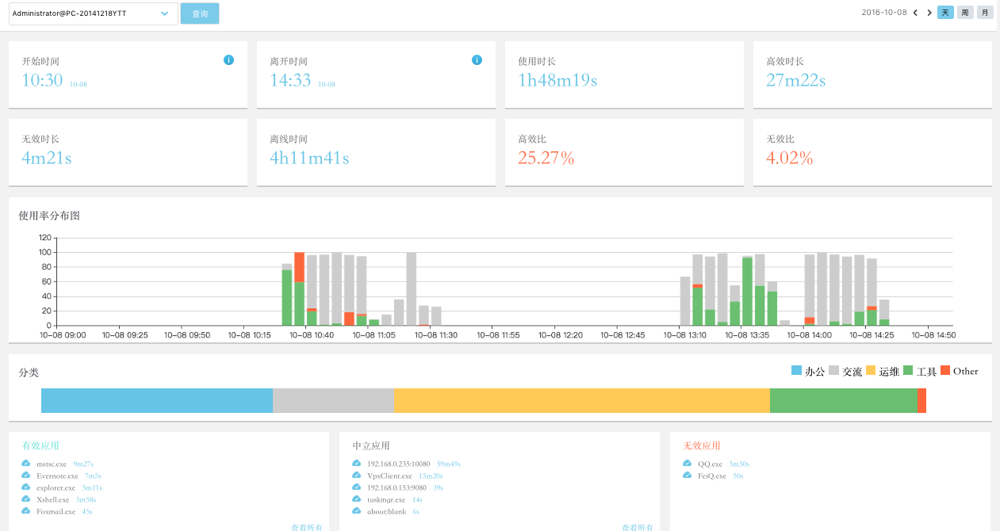 Administrator@PC-20141218YTT 查询 2016-10-08 天 周 月
开始时间
10:30 10-08
离开时间
14:33 10-08
使用时长
1h48m19s
高效时长
27m22s
无效时长
4m21s
离线时间
4h11m41s
高效比
25.27%
无效比
4.02%
使用率分布图
120
100
80
60
40
20
0
10-08 09:00 10-08 09:25 10-08 09:50 10-08 10:15 10-08 10:40 10-08 11:05 10-08 11:30 10-08 11:55 10-08 12:20 10-08 12:45 10-08 13:10 10-08 13:35 10-08 14:00 10-08 14:25 10-08 14:50
分类
办公 交流 运维 工具 Other
有效应用
mstsc.exe 9m27s
Evernote.exe 7m5s
explorer.exe 5m11s
Xshell.exe 3m58s
Foxmail.exe 45s
查看所有
中立应用
192.168.0.235:10080 59m49s
VpxClient.exe 15m20s
192.168.0.153:9080 39s
taskmgr.exe 14s
about:blank 6s
查看所有
无效应用
QQ.exe 3m30s
FeiQ.exe 50s